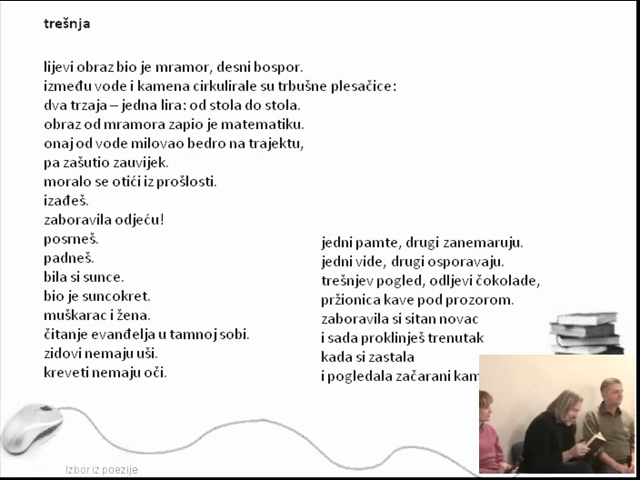 trešnja
lijevi obraz bio je mramor, desni bospor.
između vode i kamena cirkulirale su trbušne plesačice:
dva trzaja – jedna lira: od stola do stola.
obraz od mramora zapio je matematiku.
onaj od vode milovao bedro na trajektu,
pa zašutio zauvijek.
moralo se otići iz prošlosti.
izađeš.
zaboravila odjeću!
posrneš.
padneš.
bila si sunce.
bio je suncokret.
muškarac i žena.
čitanje evanđelja u tamnoj sobi.
zidovi nemaju uši.
kreveti nemaju oči.
jedni pamte, drugi zanemaruju.
jedni vide, drugi osporavaju.
trešnjev pogled, odljevi čokolade,
pržionica kave pod prozorom.
zaboravila si sitan novac
i sada proklinješ trenutak
kada si zastala
i pogledala začarani
Izbor iz poezije